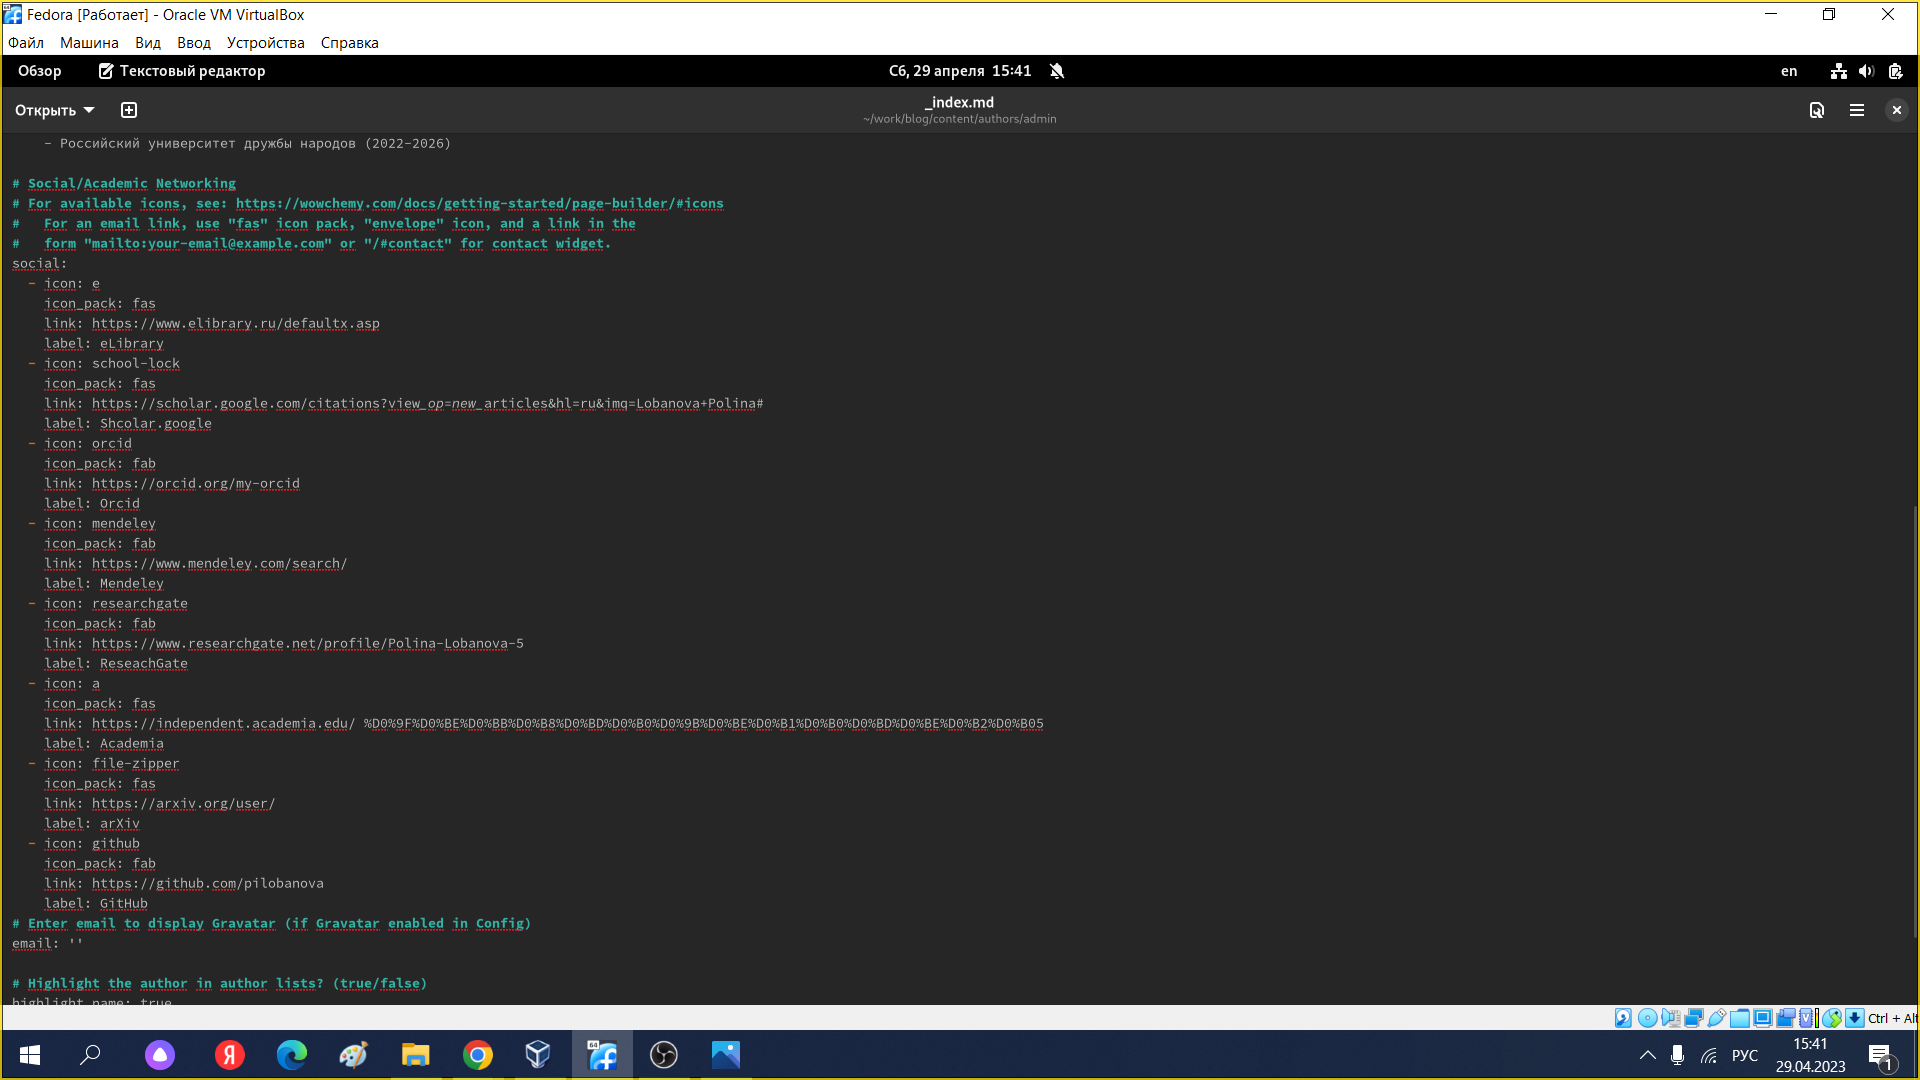 Fedora [Работает] - Oracle VM VirtualBox
Файл Машина Вид Ввод Устройства Справка
Обзор Текстовый редактор Сб, 29 апреля 15:41 en
Открыть _index.md
~/work/blog/content/authors/admin
- Российский университет дружбы народов (2022-2026)
# Social/Academic Networking
# For available icons, see: https://wowchemy.com/docs/getting-started/page-builder/#icons
#   For an email link, use "fas" icon pack, "envelope" icon, and a link in the
#   form "mailto:your-email@example.com" or "/#contact" for contact widget.
social:
  - icon: e
    icon_pack: fas
    link: https://www.elibrary.ru/defaultx.asp
    label: eLibrary
  - icon: school-lock
    icon_pack: fas
    link: https://scholar.google.com/citations?view_op=new_articles&hl=ru&imq=Lobanova+Polina#
    label: Shcolar.google
  - icon: orcid
    icon_pack: fab
    link: https://orcid.org/my-orcid
    label: Orcid
  - icon: mendeley
    icon_pack: fab
    link: https://www.mendeley.com/search/
    label: Mendeley
  - icon: researchgate
    icon_pack: fab
    link: https://www.researchgate.net/profile/Polina-Lobanova-5
    label: ReseachGate
  - icon: a
    icon_pack: fas
    link: https://independent.academia.edu/ %D0%9F%D0%BE%D0%BB%D0%B8%D0%BD%D0%B0%D0%9B%D0%BE%D0%B1%D0%B0%D0%BD%D0%BE%D0%B2%D0%B05
    label: Academia
  - icon: file-zipper
    icon_pack: fas
    link: https://arxiv.org/user/
    label: arXiv
  - icon: github
    icon_pack: fab
    link: https://github.com/pilobanova
    label: GitHub
# Enter email to display Gravatar (if Gravatar enabled in Config)
email: ''
# Highlight the author in author lists? (true/false)
highlight_name: true
Ctrl + Alt
64 РУС 15:41
29.04.2023 1